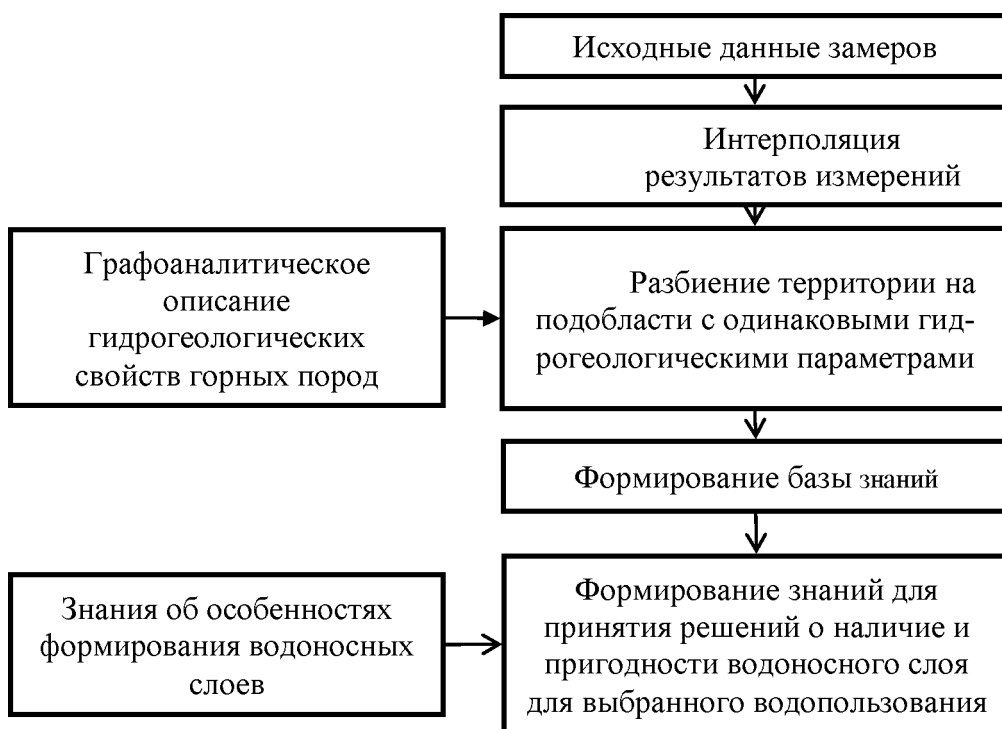 Исходные данные замеров
Интерполяция
результатов измерений
Графоаналитическое
описание
гидрогеологических
свойств горных пород
Разбиение территории на
подобласти с одинаковыми гид-
рогеологическими параметрами
Формирование базы знаний
Знания об особенностях
формирования водоносных
слоев
Формирование знаний для
принятия решений о наличие и
пригодности водоносного слоя
для выбранного водопользования